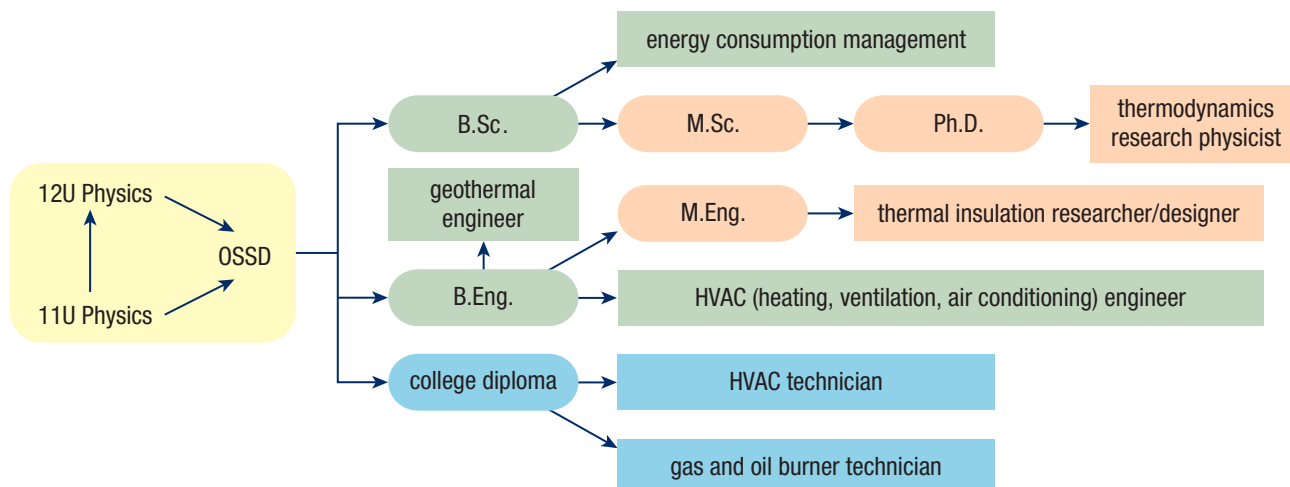 energy consumption management
B.Sc.
M.Sc.
Ph.D.
thermodynamics
research physicist
12U Physics
OSSD
11U Physics
geothermal
engineer
M.Eng.
thermal insulation researcher/designer
B.Eng.
HVAC (heating, ventilation, air conditioning) engineer
college diploma
HVAC technician
gas and oil burner technician